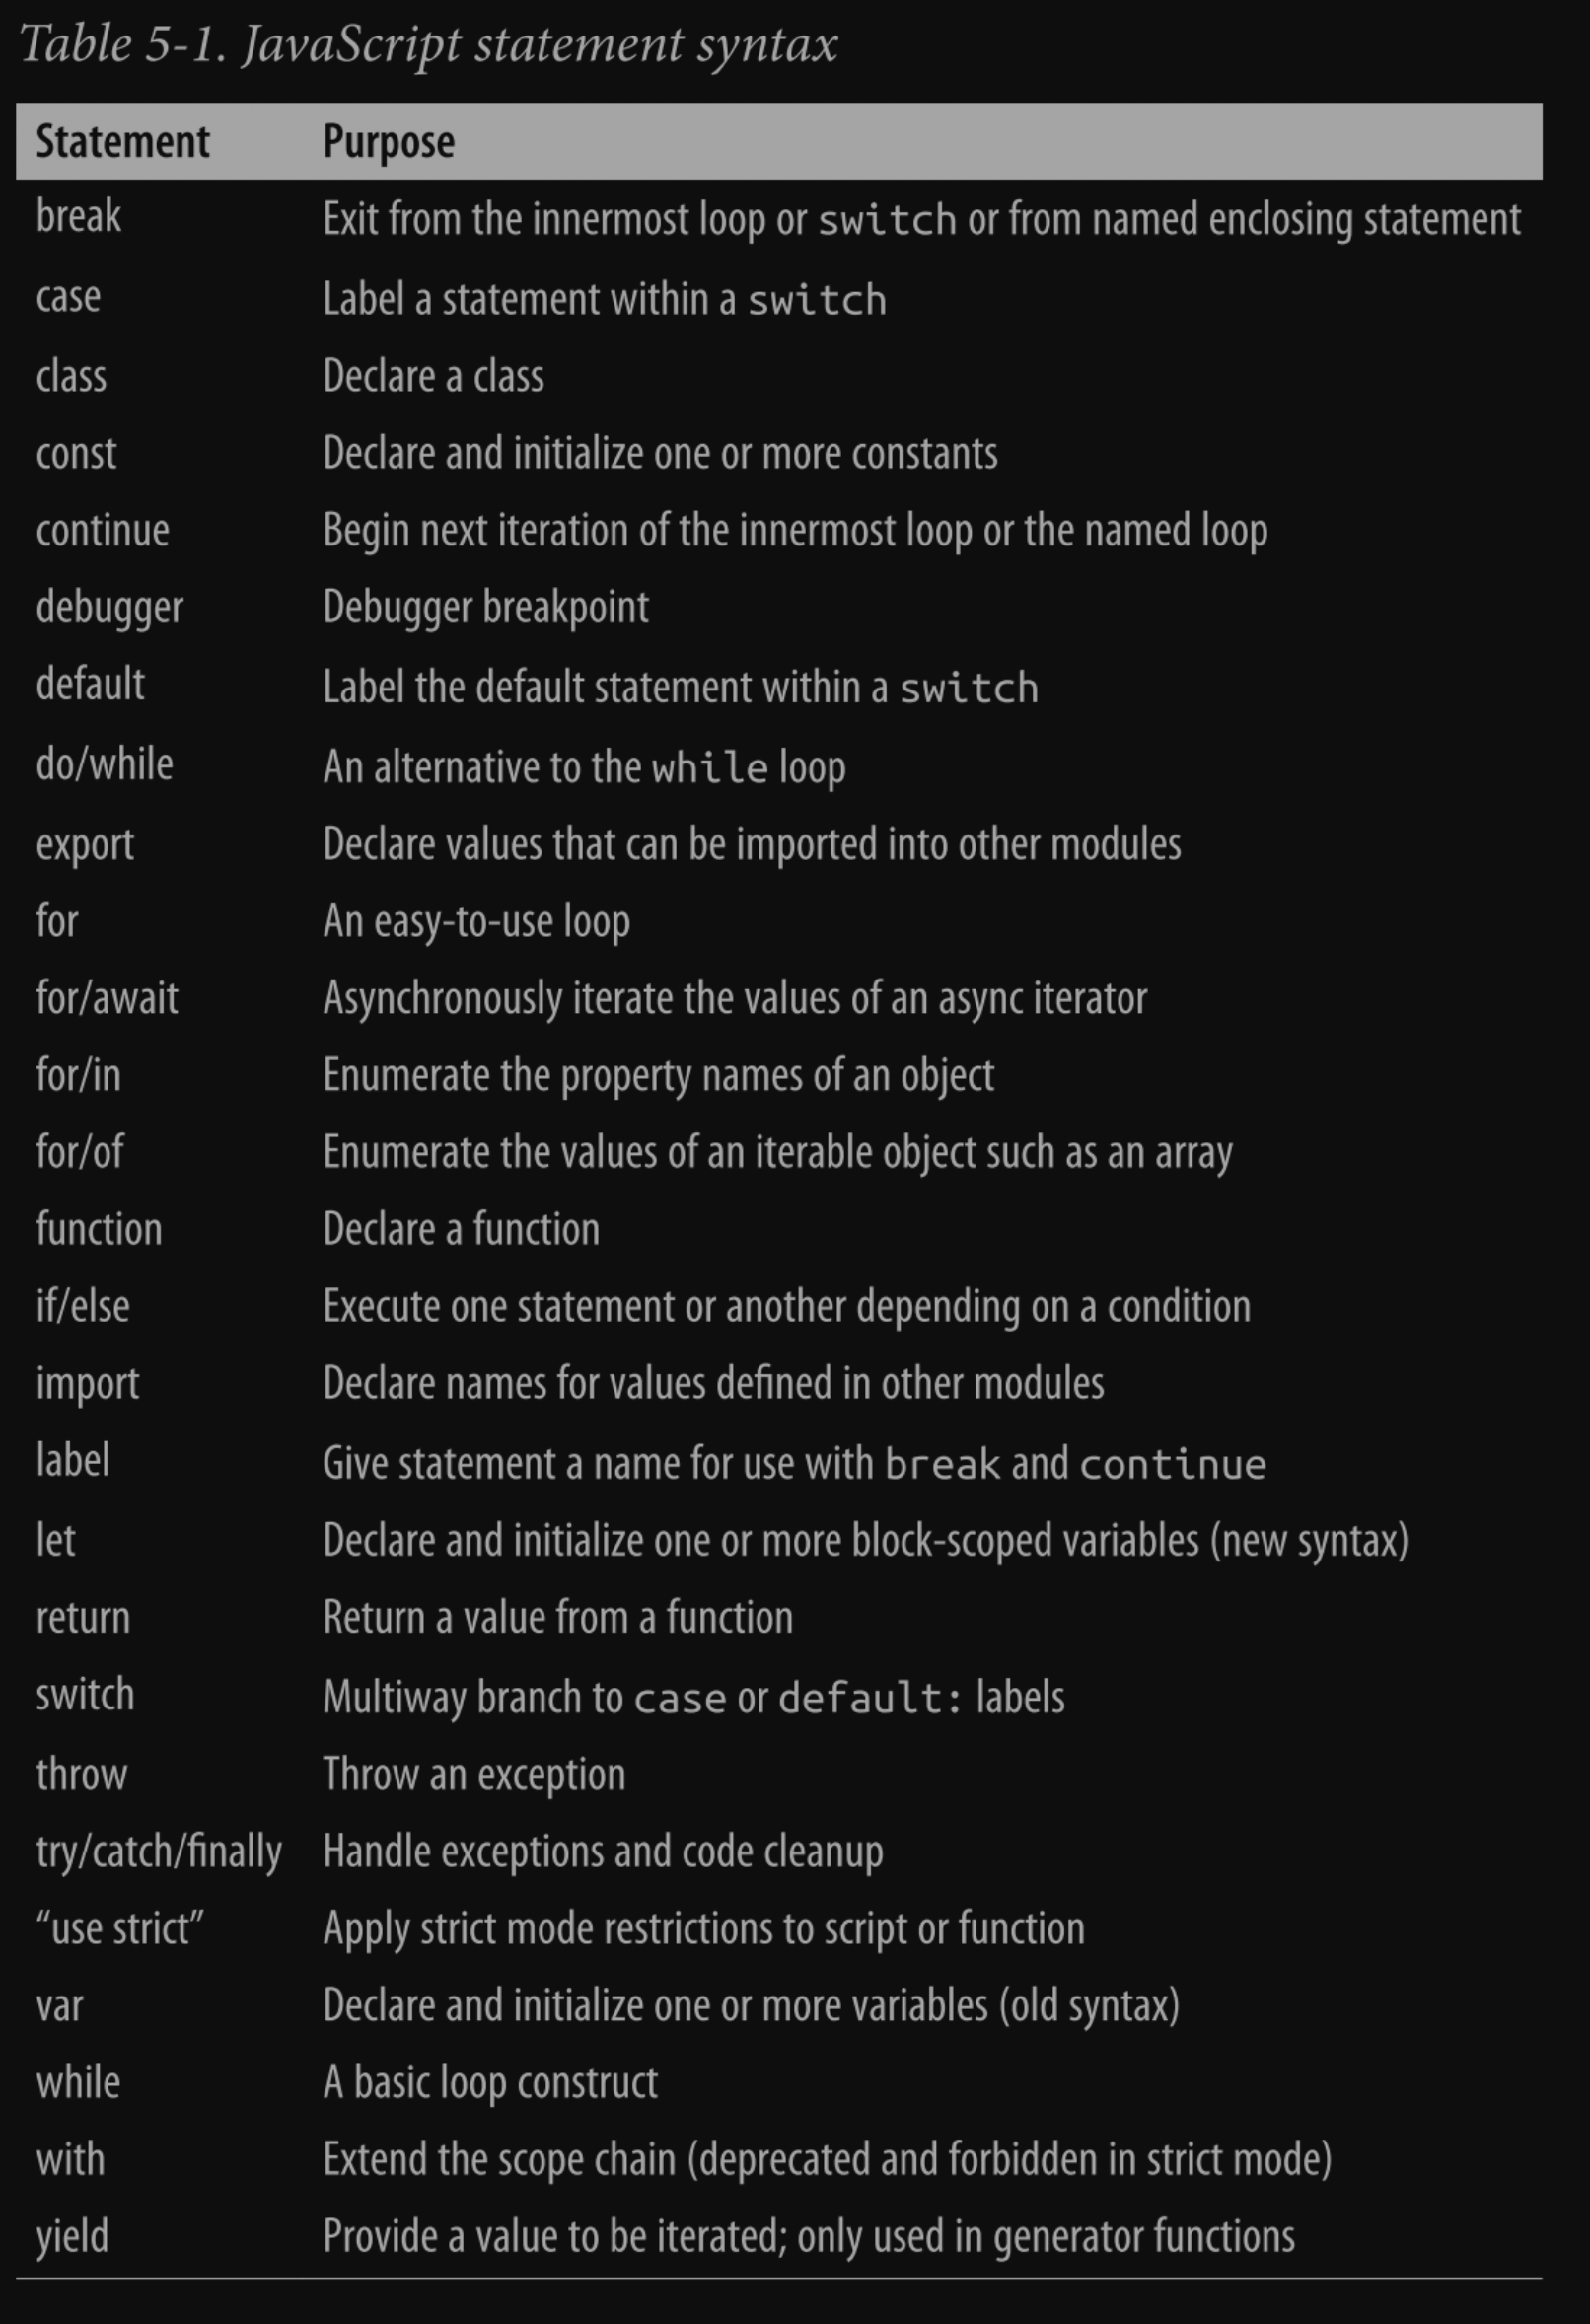 Table 5-1. JavaScript statement syntax
Statement Purpose
break Exit from the innermost loop or switch or from named enclosing statement
case Label a statement within a switch
class Declare a class
const Declare and initialize one or more constants
continue Begin next iteration of the innermost loop or the named loop
debugger Debugger breakpoint
default Label the default statement within a switch
do/while An alternative to the while loop
export Declare values that can be imported into other modules
for An easy-to-use loop
for/await Asynchronously iterate the values of an async iterator
for/in Enumerate the property names of an object
for/of Enumerate the values of an iterable object such as an array
function Declare a function
if/else Execute one statement or another depending on a condition
import Declare names for values defined in other modules
label Give statement a name for use with break and continue
let Declare and initialize one or more block-scoped variables (new syntax)
return Return a value from a function
switch Multiway branch to case or default: labels
throw Throw an exception
try/catch/finally Handle exceptions and code cleanup
“use strict” Apply strict mode restrictions to script or function
var Declare and initialize one or more variables (old syntax)
while A basic loop construct
with Extend the scope chain (deprecated and forbidden in strict mode)
yield Provide a value to be iterated; only used in generator functions